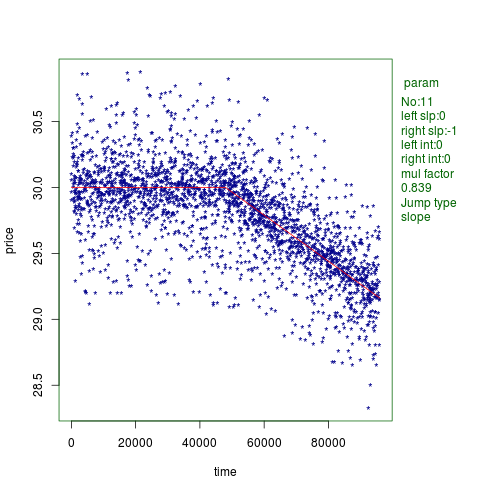 param
No:11
left slp:0
right slp:-1
left int:0
right int:0
mul factor
0.839
Jump type
slope
30.5
30.0
29.5
29.0
28.5
price
0 20000 40000 60000 80000
time